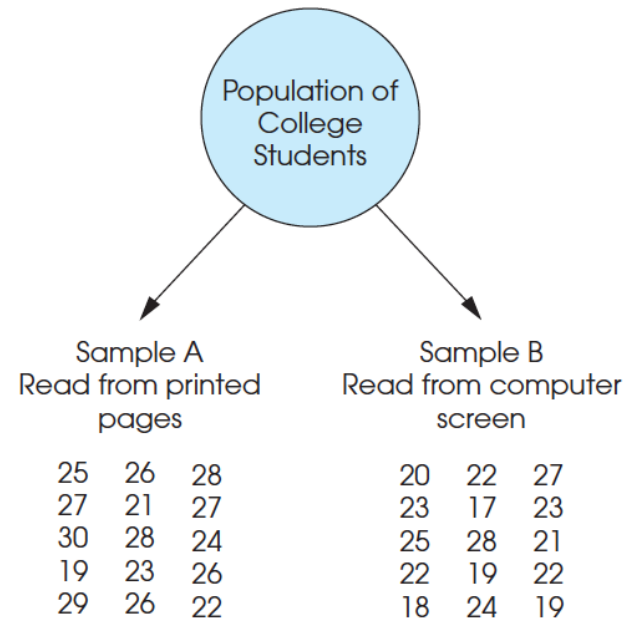 Population of
College
Students
Sample A
Read from printed
pages
25 26 28
27 21 27
30 28 24
19 23 26
29 26 22
Sample B
Read from computer
screen
20 22 27
23 17 23
25 28 21
22 19 22
18 24 19